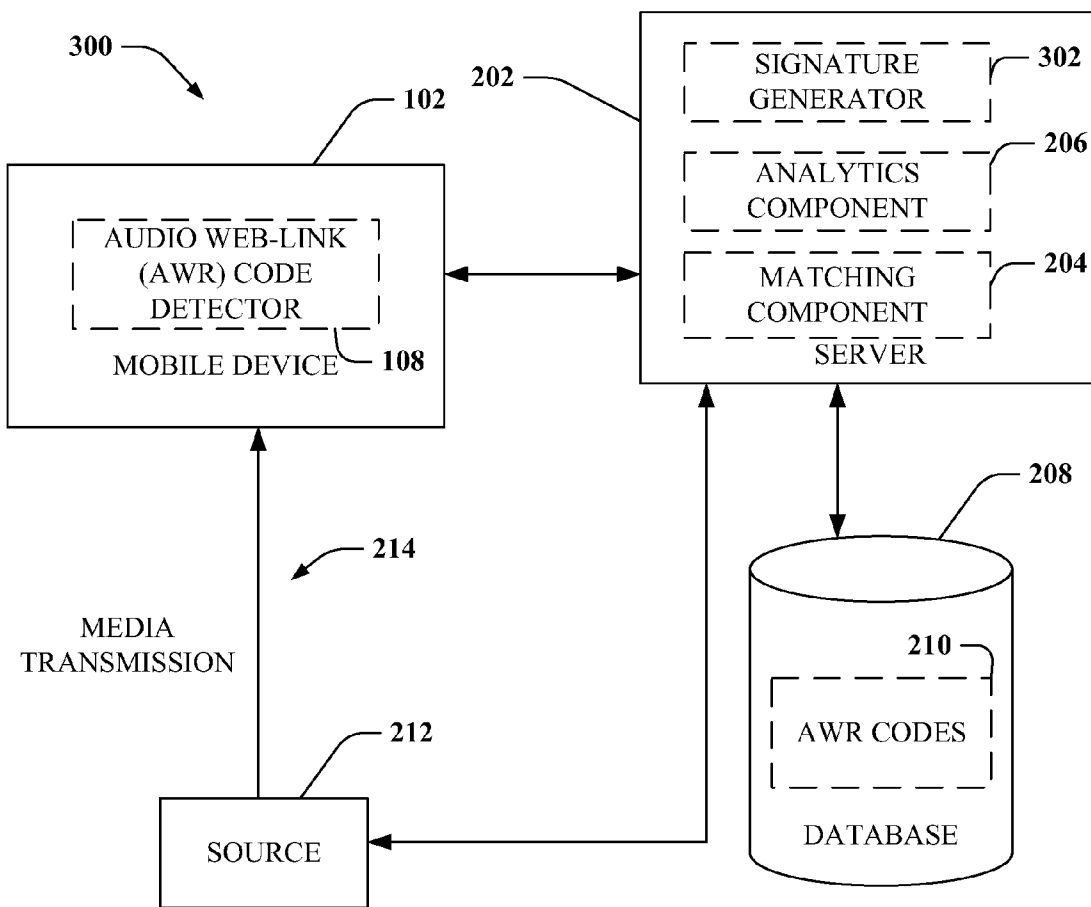 300
102
AUDIO WEB-LINK
(AWR) CODE
DETECTOR
108
MOBILE DEVICE
202
SIGNATURE
GENERATOR
302
206
ANALYTICS
COMPONENT
204
MATCHING
COMPONENT
SERVER
214
MEDIA
TRANSMISSION
212
SOURCE
208
210
AWR CODES
DATABASE